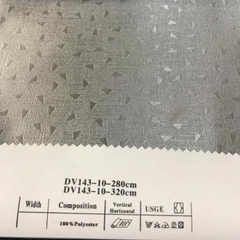 DV143-10-280cm
DV143-10-320cm
Width Composition Vertical Horizontal USGE
100%Polyester